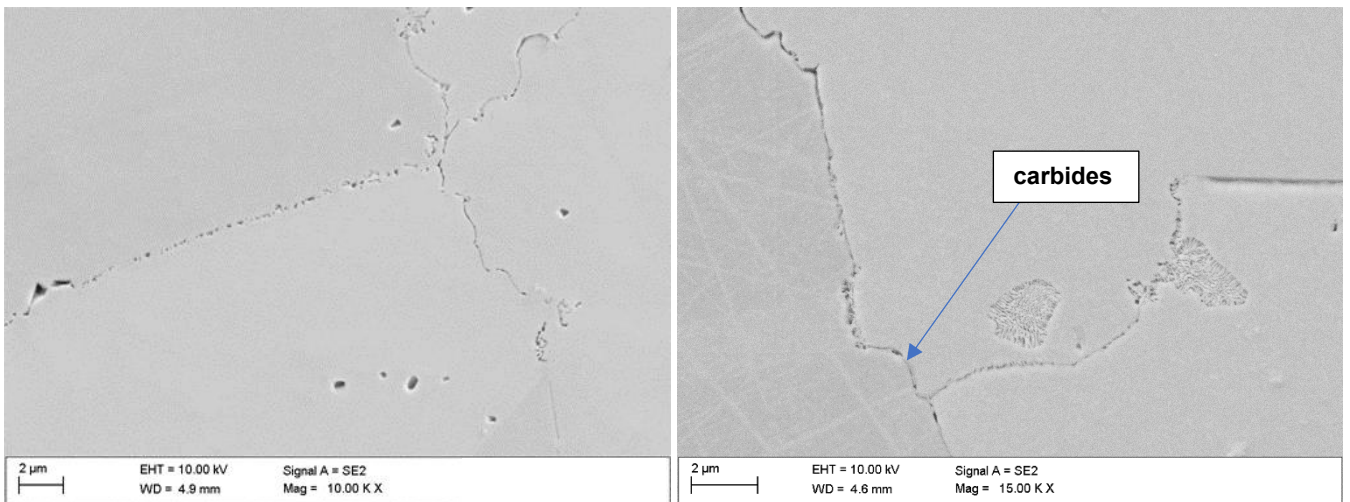 carbides
2 µm
EHT = 10.00 kV
Signal A = SE2
WD = 4.9 mm
Mag = 10.00 K X
2 µm
EHT = 10.00 kV
Signal A = SE2
WD = 4.6 mm
Mag = 15.00 K X